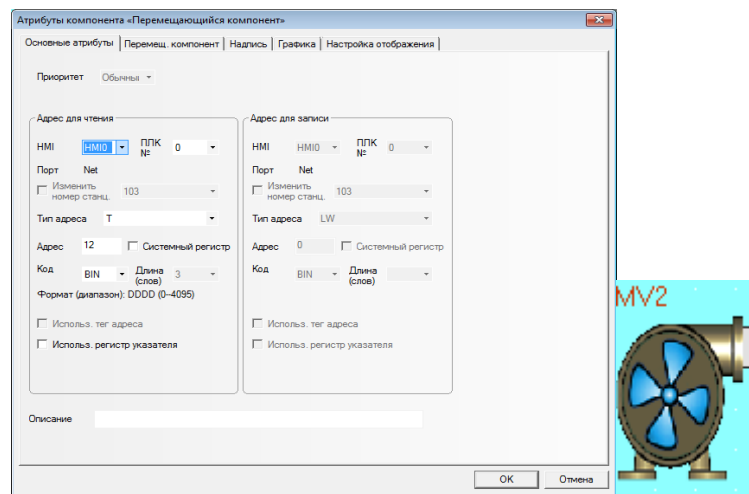 Атрибуты компонента «Перемещающийся компонент»
Основные атрибуты Перемещ. компонент Надпись Графика Настройка отображения
Приоритет Обычный
Адрес для чтения
HMI HMI0 ПЛК № 0
Порт Net
Изменить номер станц. 103
Тип адреса T
Адрес 12 Системный регистр
Код BIN Длина (слов) 3
Формат (диапазон): DDDD (0–4095)
Использ. тег адреса
Использ. регистр указателя
Адрес для записи
HMI HMI0 ПЛК № 0
Порт Net
Изменить номер станц. 103
Тип адреса LW
Адрес 0 Системный регистр
Код BIN Длина (слов)
Использ. тег адреса
Использ. регистр указателя
Описание
OK Отмена
MV2